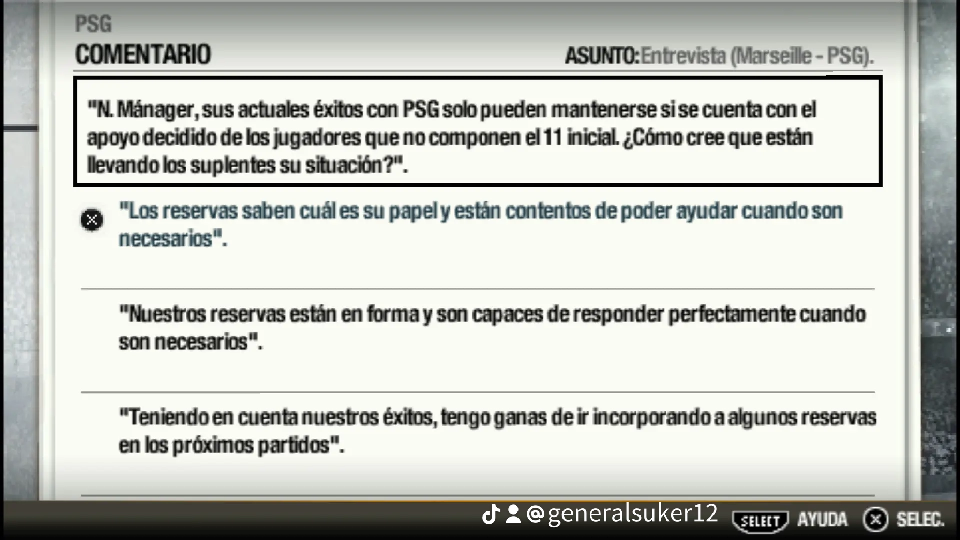 PSG
COMENTARIO
ASUNTO:Entrevista (Marseille - PSG).
"N. Mánager, sus actuales éxitos con PSG solo pueden mantenerse si se cuenta con el
apoyo decidido de los jugadores que no componen el 11 inicial. ¿Cómo cree que están
llevando los suplentes su situación?".
"Los reservas saben cuál es su papel y están contentos de poder ayudar cuando son
necesarios".
"Nuestros reservas están en forma y son capaces de responder perfectamente cuando
son necesarios".
"Teniendo en cuenta nuestros éxitos, tengo ganas de ir incorporando a algunos reservas
en los próximos partidos".
@generalsuker12
SELECT AYUDA SELEC.